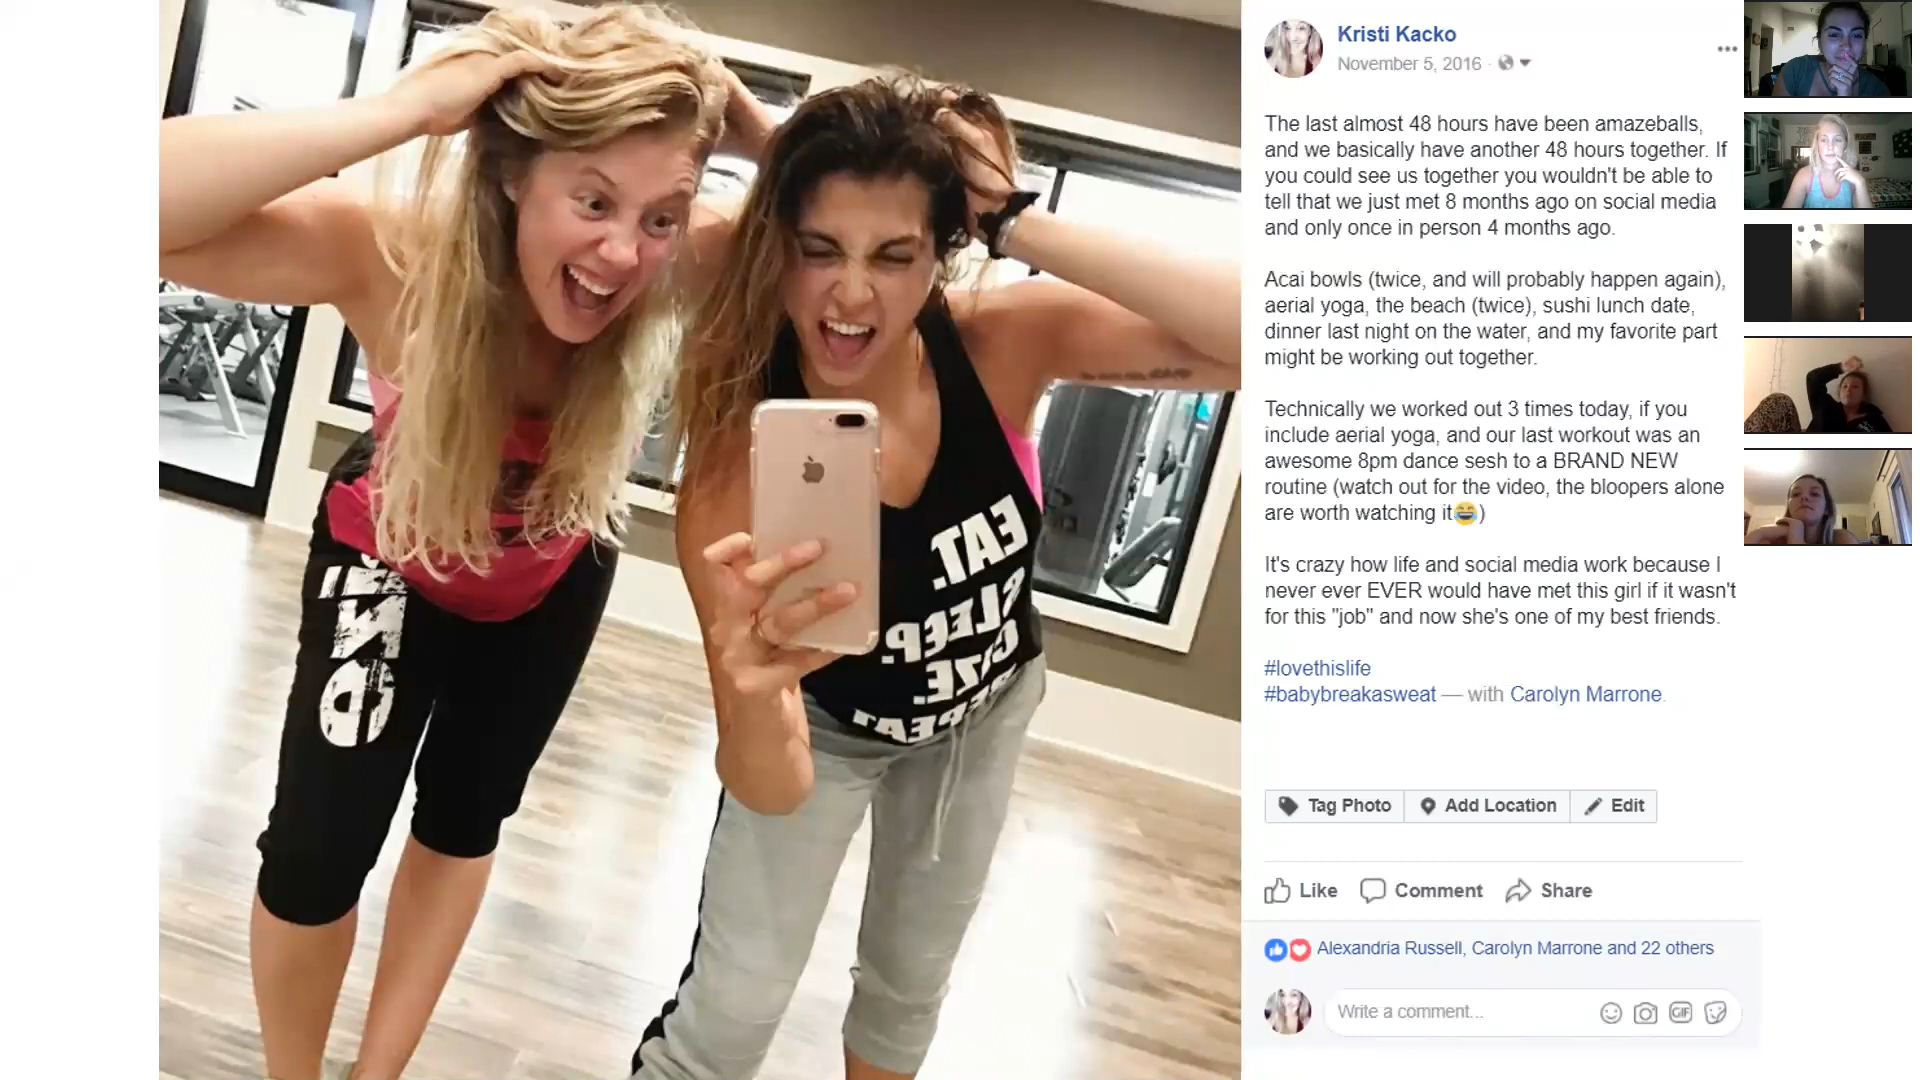 Kristi Kacko
November 5, 2016 ·
The last almost 48 hours have been amazeballs,
and we basically have another 48 hours together. If
you could see us together you wouldn't be able to
tell that we just met 8 months ago on social media
and only once in person 4 months ago.
Acai bowls (twice, and will probably happen again),
aerial yoga, the beach (twice), sushi lunch date,
dinner last night on the water, and my favorite part
might be working out together.
Technically we worked out 3 times today, if you
include aerial yoga, and our last workout was an
awesome 8pm dance sesh to a BRAND NEW
routine (watch out for the video, the bloopers alone
are worth watching it😂)
It's crazy how life and social media work because I
never ever EVER would have met this girl if it wasn't
for this "job" and now she's one of my best friends.
#lovethislife
#babybreakasweat — with Carolyn Marrone.
Tag Photo Add Location Edit
Like Comment Share
Alexandria Russell, Carolyn Marrone and 22 others
Write a comment...
GIF
EAT.
SLEEP.
REPEAT